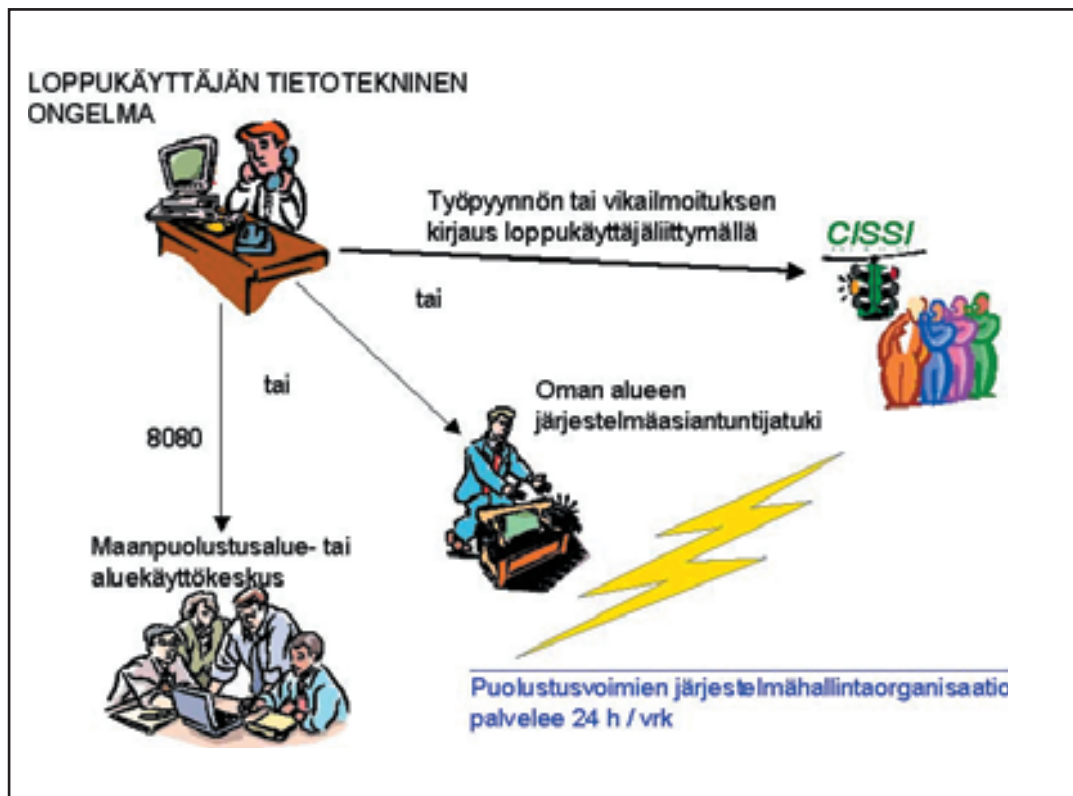 LOPPUKÄYTTÄJÄN TIETOTEKNINEN
ONGELMA
Työpyynnön tai vikailmoituksen
kirjaus loppukäyttäjäliittymällä
CISSI
tai
tai
Oman alueen
järjestelmäasiantuntijatuki
8080
Maanpuolustusalue- tai
aluekäyttökeskus
Puolustusvoimien järjestelmähallintaorganisaatio
palvelee 24 h / vrk